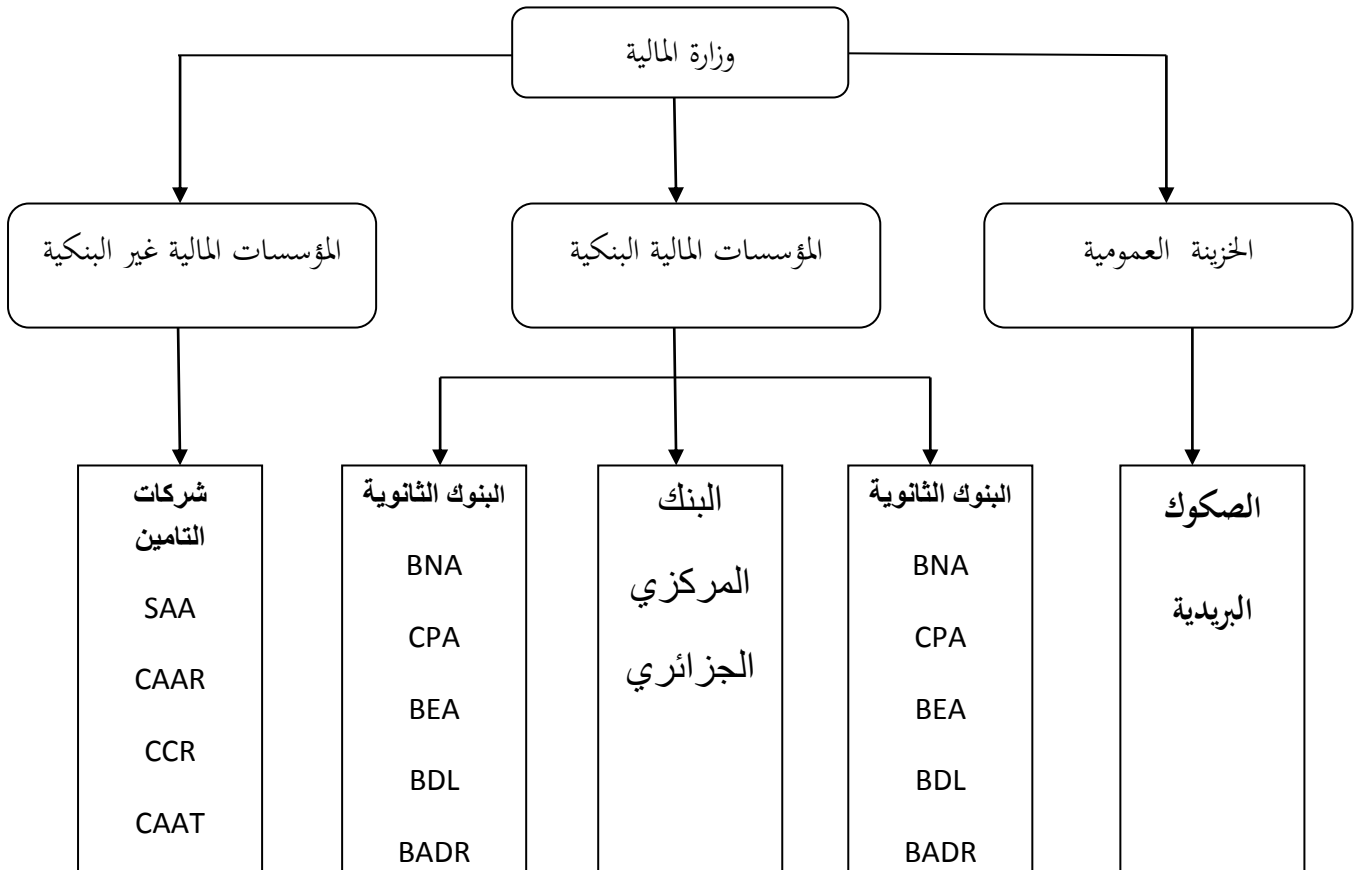 وزارة المالية
الخزينة العمومية
المؤسسات المالية البنكية
المؤسسات المالية غير البنكية
الصكوك
البريدية
البنوك الثانوية
BNA
CPA
BEA
BDL
BADR
البنك
المركزي
الجزائري
البنوك الثانوية
BNA
CPA
BEA
BDL
BADR
شركات
التامين
SAA
CAAR
CCR
CAAT